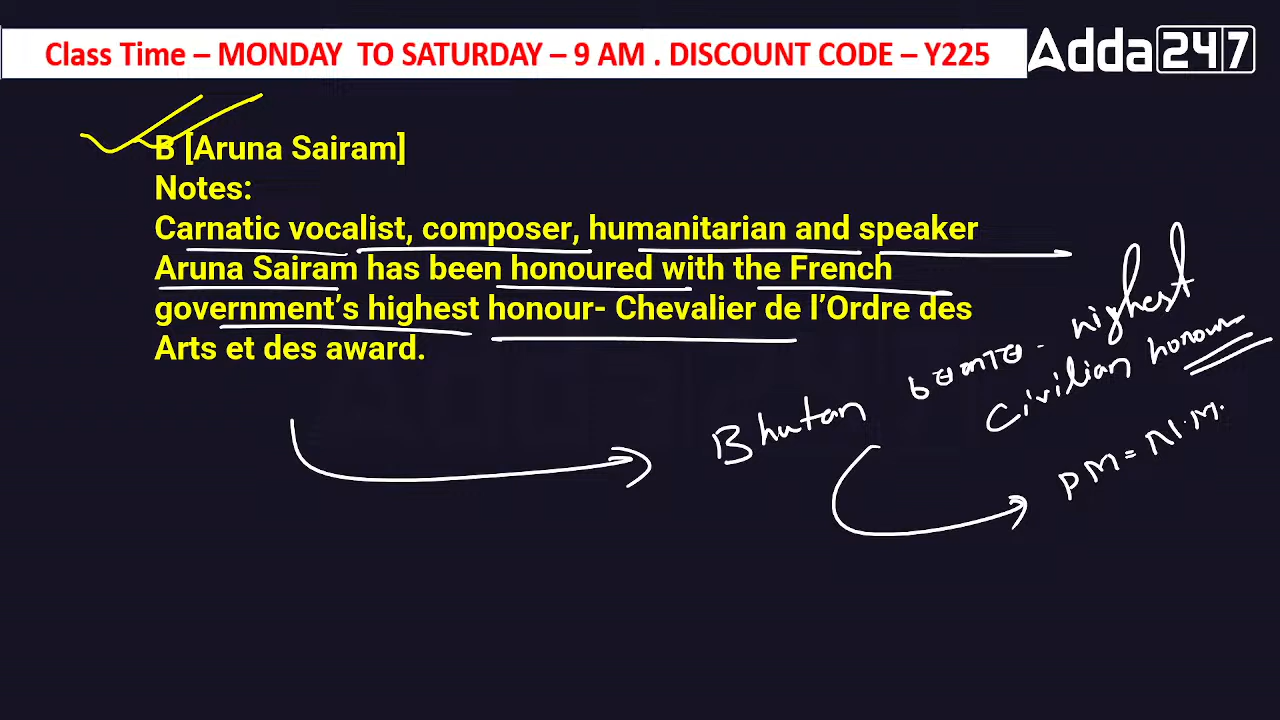 Class Time – MONDAY TO SATURDAY – 9 AM . DISCOUNT CODE – Y225
Adda247
B [Aruna Sairam]
Notes:
Carnatic vocalist, composer, humanitarian and speaker
Aruna Sairam has been honoured with the French
government’s highest honour- Chevalier de l’Ordre des
Arts et des award.
Bhutan
highest
civilian honour
PM = N.M.